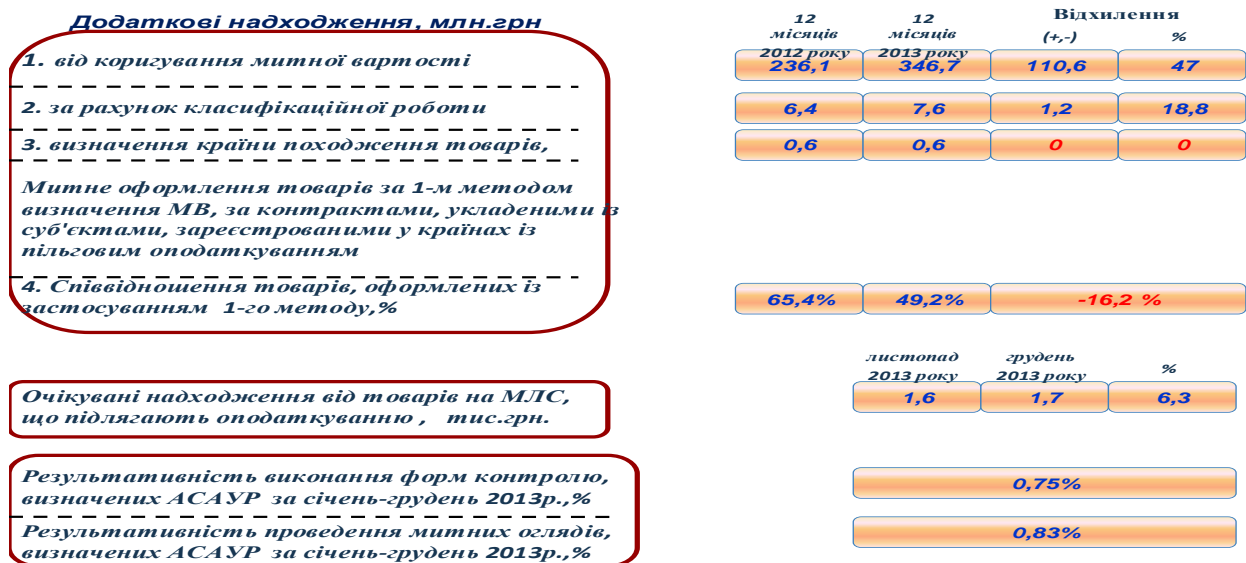 Додаткові надходження, млн.грн
12 місяців 2012 року
12 місяців 2013 року
Відхилення
(+,-)
%
1. від коригування митної вартості
236,1
346,7
110,6
47
2. за рахунок класифікаційної роботи
6,4
7,6
1,2
18,8
3. визначення країни походження товарів,
0,6
0,6
0
0
Митне оформлення товарів за 1-м методом
визначення МВ, за контрактами, укладеними із
суб'єктами, зареєстрованими у країнах із
пільговим оподаткуванням
4. Співвідношення товарів, оформлених із
застосуванням 1-го методу,%
65,4%
49,2%
-16,2 %
листопад 2013 року
грудень 2013 року
%
Очікувані надходження від товарів на МЛС,
що підлягають оподаткуванню , тис.грн.
1,6
1,7
6,3
Результативність виконання форм контролю,
визначених АСАУР за січень-грудень 2013р.,%
0,75%
Результативність проведення митних оглядів,
визначених АСАУР за січень-грудень 2013р.,%
0,83%